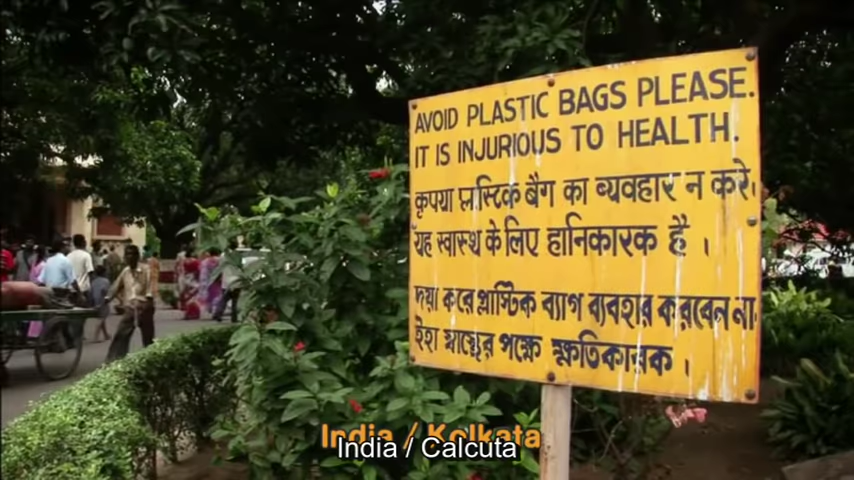 AVOID PLASTIC BAGS PLEASE.
IT IS INJURIOUS TO HEALTH.
कृपया प्लास्टिक बैग का ब्यवहार न करे.
यह स्वास्थ के लिए हानिकारक है।
দয়া করে প্লাস্টিক ব্যাগ ব্যবহার করবেন না.
ইহা স্বাস্থ্যের পক্ষে ক্ষতিকারক।
India / Kolkata
India / Calcuta